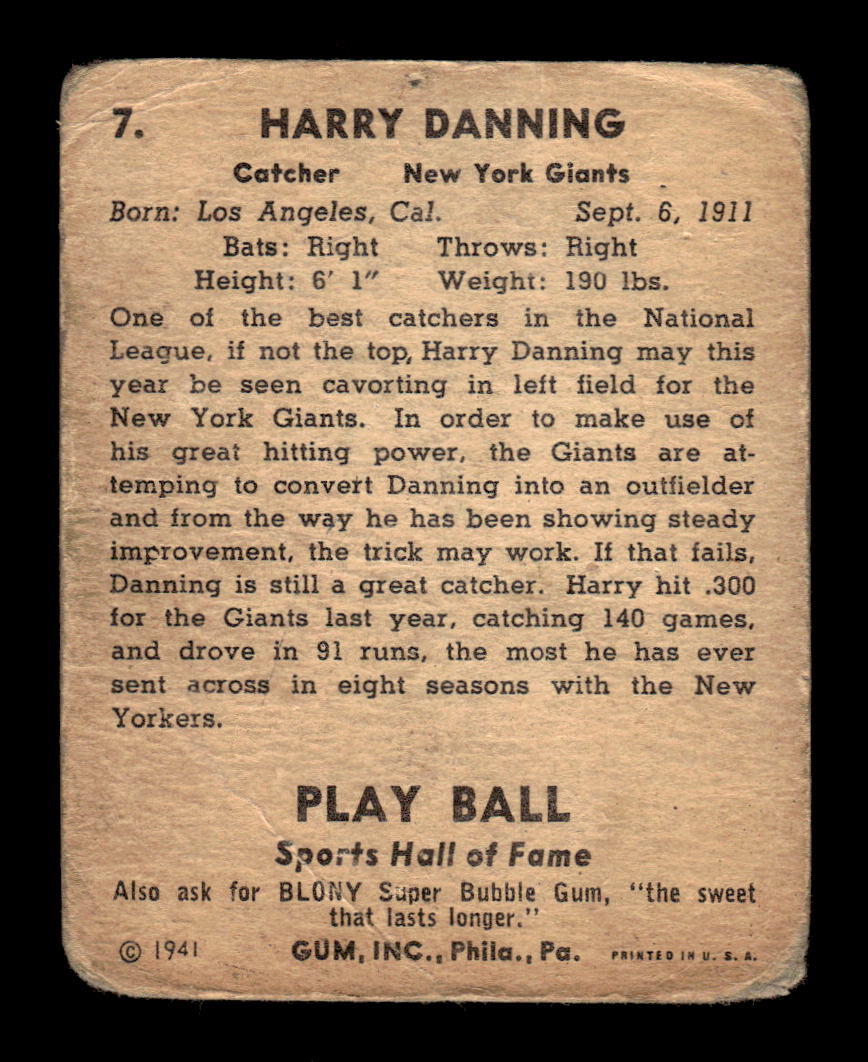 7. HARRY DANNING
Catcher New York Giants
Born: Los Angeles, Cal. Sept. 6, 1911
Bats: Right Throws: Right
Height: 6' 1" Weight: 190 lbs.
One of the best catchers in the National
League, if not the top, Harry Danning may this
year be seen cavorting in left field for the
New York Giants. In order to make use of
his great hitting power, the Giants are at-
temping to convert Danning into an outfielder
and from the way he has been showing steady
improvement, the trick may work. If that fails,
Danning is still a great catcher. Harry hit .300
for the Giants last year, catching 140 games,
and drove in 91 runs, the most he has ever
sent across in eight seasons with the New
Yorkers.
PLAY BALL
Sports Hall of Fame
Also ask for BLONY Super Bubble Gum, "the sweet
that lasts longer."
© 1941 GUM, INC., Phila., Pa. PRINTED IN U. S. A.